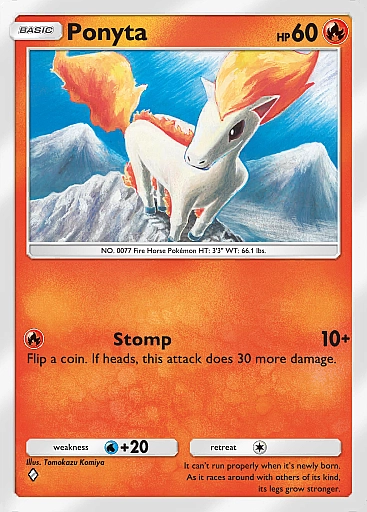 BASIC Ponyta HP 60
NO. 0077 Fire Horse Pokémon HT: 3'3" WT: 66.1 lbs.
Stomp 10+
Flip a coin. If heads, this attack does 30 more damage.
weakness +20 retreat
Illus. Tomokazu Komiya
It can't run properly when it's newly born.
As it races around with others of its kind,
its legs grow stronger.